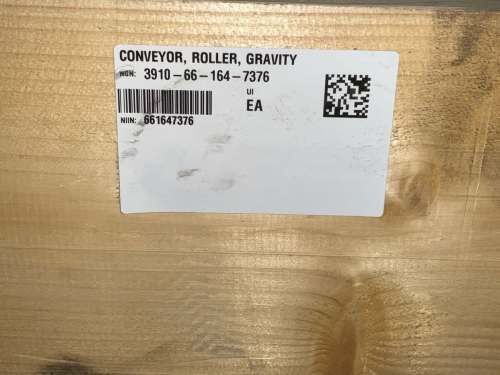 CONVEYOR, ROLLER, GRAVITY
NSN: 3910-66-164-7376
UI
EA
NIIN: 661647376